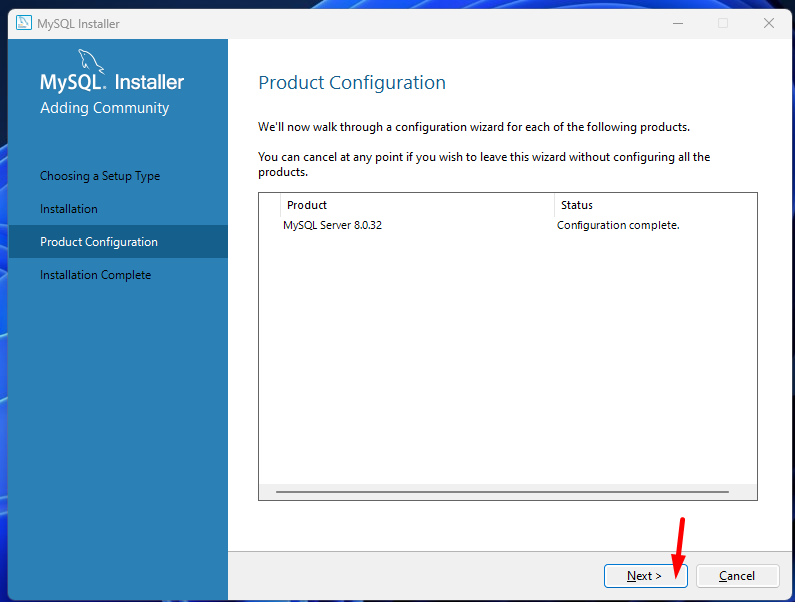 MySQL Installer
MySQL. Installer
Adding Community
Choosing a Setup Type
Installation
Product Configuration
Installation Complete
Product Configuration
We'll now walk through a configuration wizard for each of the following products.
You can cancel at any point if you wish to leave this wizard without configuring all the
products.
Product Status
MySQL Server 8.0.32 Configuration complete.
Next > Cancel